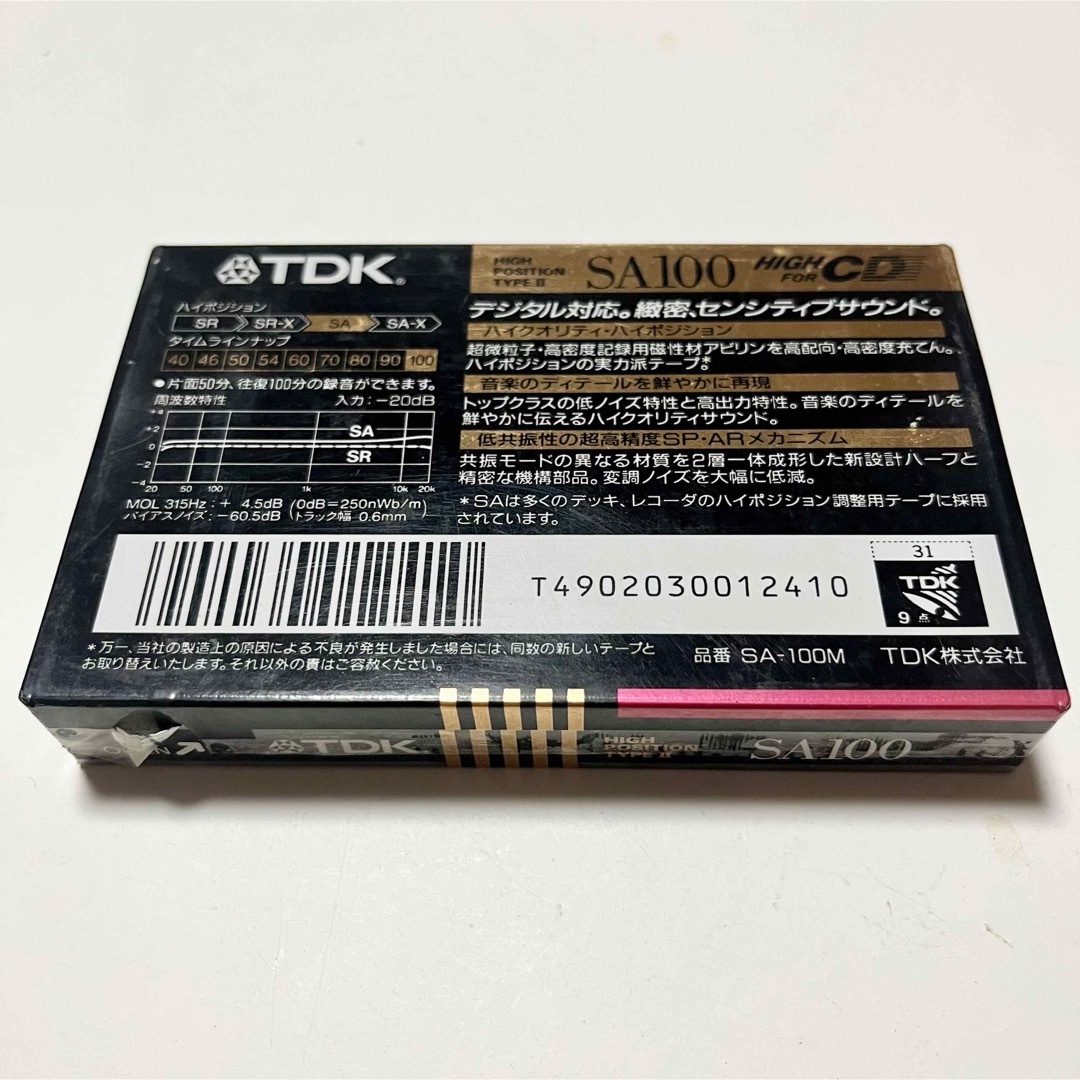 TDK®
HIGH
POSITION
TYPE II
SA100
HIGH
FOR
CD
ハイポジション
SR SR-X SA SA-X
タイムラインナップ
40 46 50 54 60 70 80 90 100
●片面50分、往復100分の録音ができます。
周波数特性 入力:−20dB
+4
+2
0
−2
−4
SA
SR
20 50 100 1k 10k 20k
MOL 315Hz:+ 4.5dB (0dB=250nWb/m
バイアスノイズ:−60.5dB トラック幅 0.6mm)
デジタル対応。緻密、センシティブサウンド。
ハイクオリティ・ハイポジション
超微粒子・高密度記録用磁性材アビリンを高配向・高密度充てん。
ハイポジションの実力派テープ*。
音楽のディテールを鮮やかに再現
トップクラスの低ノイズ特性と高出力特性。音楽のディテールを
鮮やかに伝えるハイクオリティサウンド。
低共振性の超高精度SP・ARメカニズム
共振モードの異なる材質を2層一体成形した新設計ハーフと
精密な機構部品。変調ノイズを大幅に低減。
*SAは多くのデッキ、レコーダのハイポジション調整用テープに採用
されています。
T4902030012410
31
TDK
9点
*万一、当社の製造上の原因による不良が発生しました場合には、同数の新しいテープと
お取り替えいたします。それ以外の責はご容赦ください。
品番 SA-100M TDK株式会社
TDK
HIGH
POSITION
TYPE II
SA100